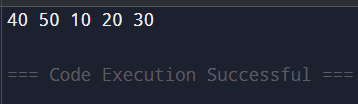 40 50 10 20 30
=== Code Execution Successful ===